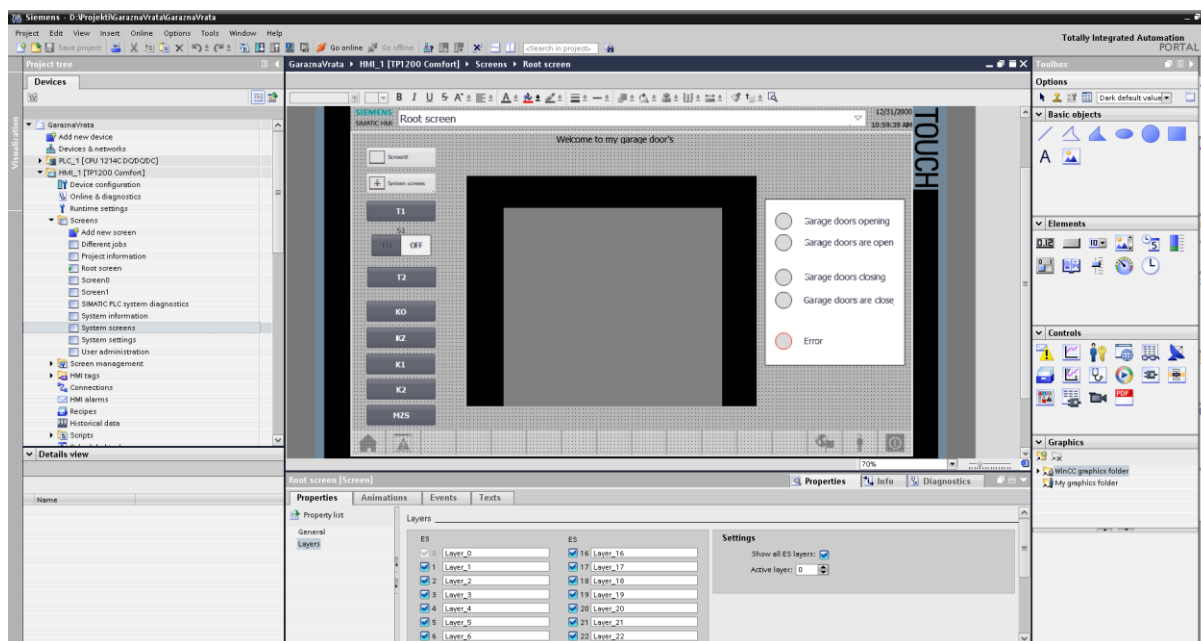 Siemens - D:\Projekti\GaraznaVrata\GaraznaVrata
Project Edit View Insert Online Options Tools Window Help
Totally Integrated Automation
PORTAL
Save project
Go online
Go offline
<Search in project>
Project tree
GaraznaVrata ▸ HMI_1 [TP1200 Comfort] ▸ Screens ▸ Root screen
Toolbox
Devices
Options
Visualization
Dark default value
GaraznaVrata
Add new device
Devices & networks
PLC_1 [CPU 1214C DC/DC/DC]
HMI_1 [TP1200 Comfort]
Device configuration
Online & diagnostics
Runtime settings
Screens
Add new screen
Different jobs
Project information
Root screen
Screen0
Screen1
SIMATIC PLC system diagnostics
System information
System screens
System settings
User administration
Screen management
HMI tags
Connections
HMI alarms
Recipes
Historical data
Scripts
Details view
Name
SIEMENS
SIMATIC HMI
Root screen
12/31/2000
10:59:39 AM
TOUCH
Welcome to my garage door's
Screen0
System screens
T1
S1
OFF
T2
KO
KZ
K1
K2
MZS
Garage doors opening
Garage doors are open
Garage doors closing
Garage doors are close
Error
70%
Root screen [Screen]
Properties
Info
Diagnostics
Properties Animations Events Texts
Property list
General
Layers
Layers
ES
0 Layer_0
1 Layer_1
2 Layer_2
3 Layer_3
4 Layer_4
5 Layer_5
6 Layer_6
ES
16 Layer_16
17 Layer_17
18 Layer_18
19 Layer_19
20 Layer_20
21 Layer_21
22 Layer_22
Settings
Show all ES layers:
Active layer: 0
Basic objects
Elements
Controls
Graphics
WinCC graphics folder
My graphics folder